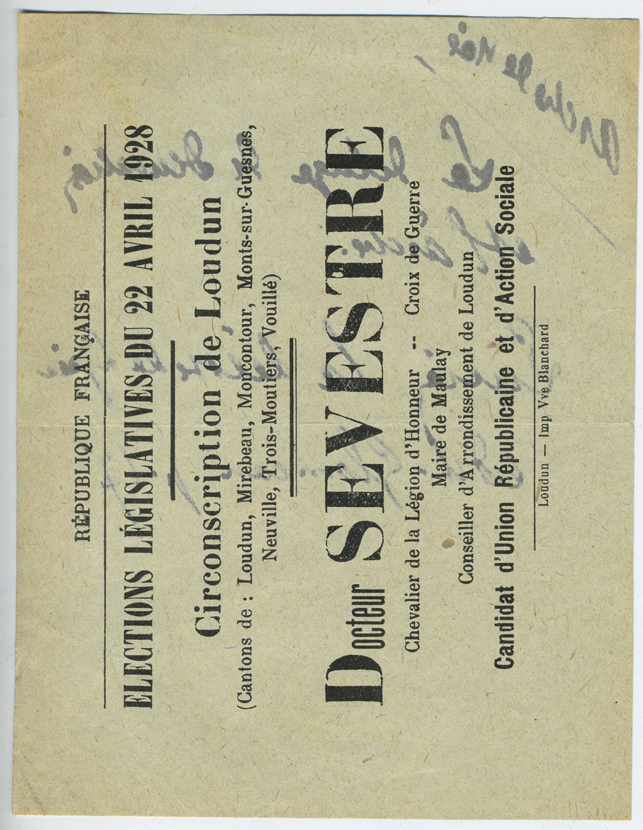 RÉPUBLIQUE FRANÇAISE
ELECTIONS LÉGISLATIVES DU 22 AVRIL 1928
Circonscription de Loudun
(Cantons de : Loudun, Mirebeau, Moncontour, Monts-sur-Guesnes,
Neuville, Trois-Moutiers, Vouillé)
Docteur SEVESTRE
Chevalier de la Légion d'Honneur -- Croix de Guerre
Maire de Maulay
Conseiller d'Arrondissement de Loudun
Candidat d'Union Républicaine et d'Action Sociale
Loudun — Imp Vve Blanchard